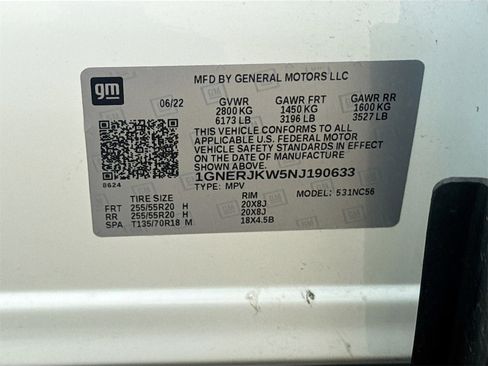 MFD BY GENERAL MOTORS LLC
gm
06/22 GVWR GAWR FRT GAWR RR
2800 KG 1450 KG 1600 KG
6173 LB 3196 LB 3527 LB
THIS VEHICLE CONFORMS TO ALL
APPLICABLE U.S. FEDERAL MOTOR
VEHICLE SAFETY STANDARDS IN EFFECT
ON THE DATE OF MANUFACTURE
SHOWN ABOVE.
1GNERJKW5NJ190633
8624 TYPE: MPV MODEL: 531NC56
TIRE SIZE RIM
FRT 255/55R20 H 20X8J
RR 255/55R20 H 20X8J
SPA T135/70R18 M 18X4.5B